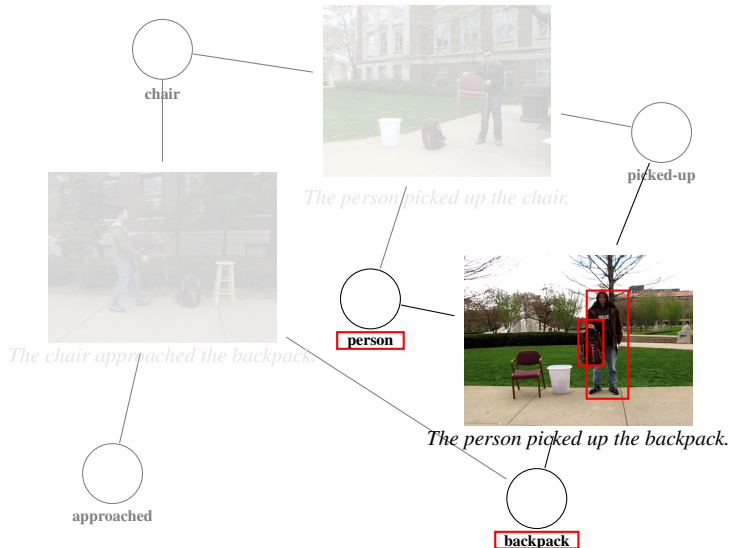 chair
picked-up
The person picked up the chair.
person
The chair approached the backpack.
The person picked up the backpack.
approached
backpack